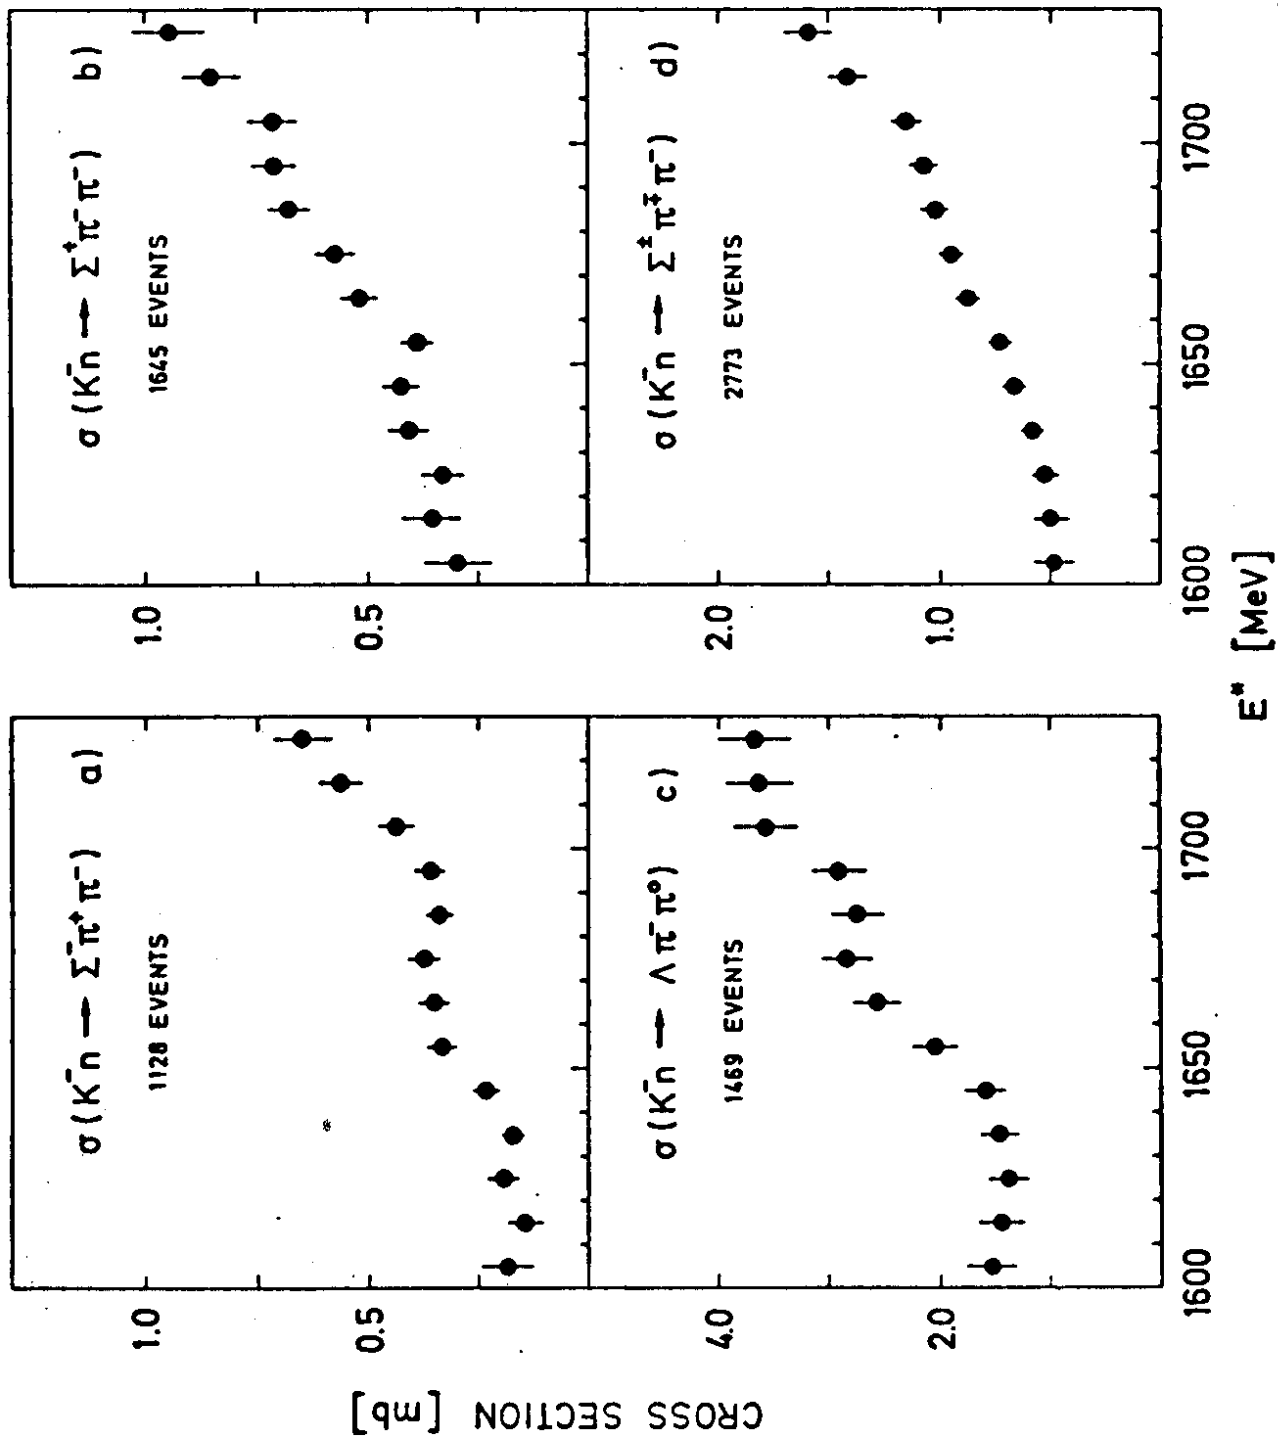 CROSS SECTION [mb]
σ(K⁻n → Σ⁻π⁺π⁻) a)
1128 EVENTS
1.0
0.5
σ(K⁻n → Σ⁺π⁻π⁻) b)
1645 EVENTS
1.0
0.5
σ(K⁻n → Λπ⁻π⁰) c)
1469 EVENTS
4.0
2.0
1600 1650 1700
σ(K⁻n → Σ±π∓π⁻) d)
2773 EVENTS
2.0
1.0
1600 1650 1700
E* [MeV]